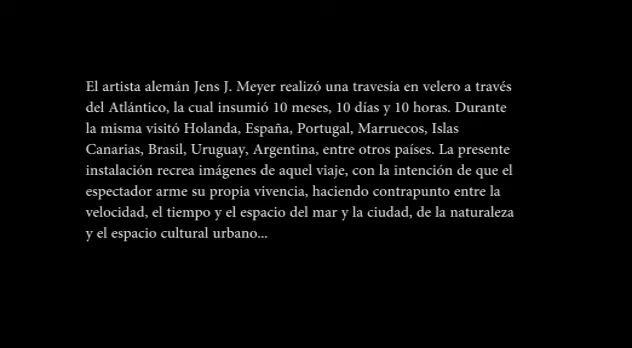 El artista alemán Jens J. Meyer realizó una travesía en velero a través
del Atlántico, la cual insumió 10 meses, 10 días y 10 horas. Durante
la misma visitó Holanda, España, Portugal, Marruecos, Islas
Canarias, Brasil, Uruguay, Argentina, entre otros países. La presente
instalación recrea imágenes de aquel viaje, con la intención de que el
espectador arme su propia vivencia, haciendo contrapunto entre la
velocidad, el tiempo y el espacio del mar y la ciudad, de la naturaleza
y el espacio cultural urbano...